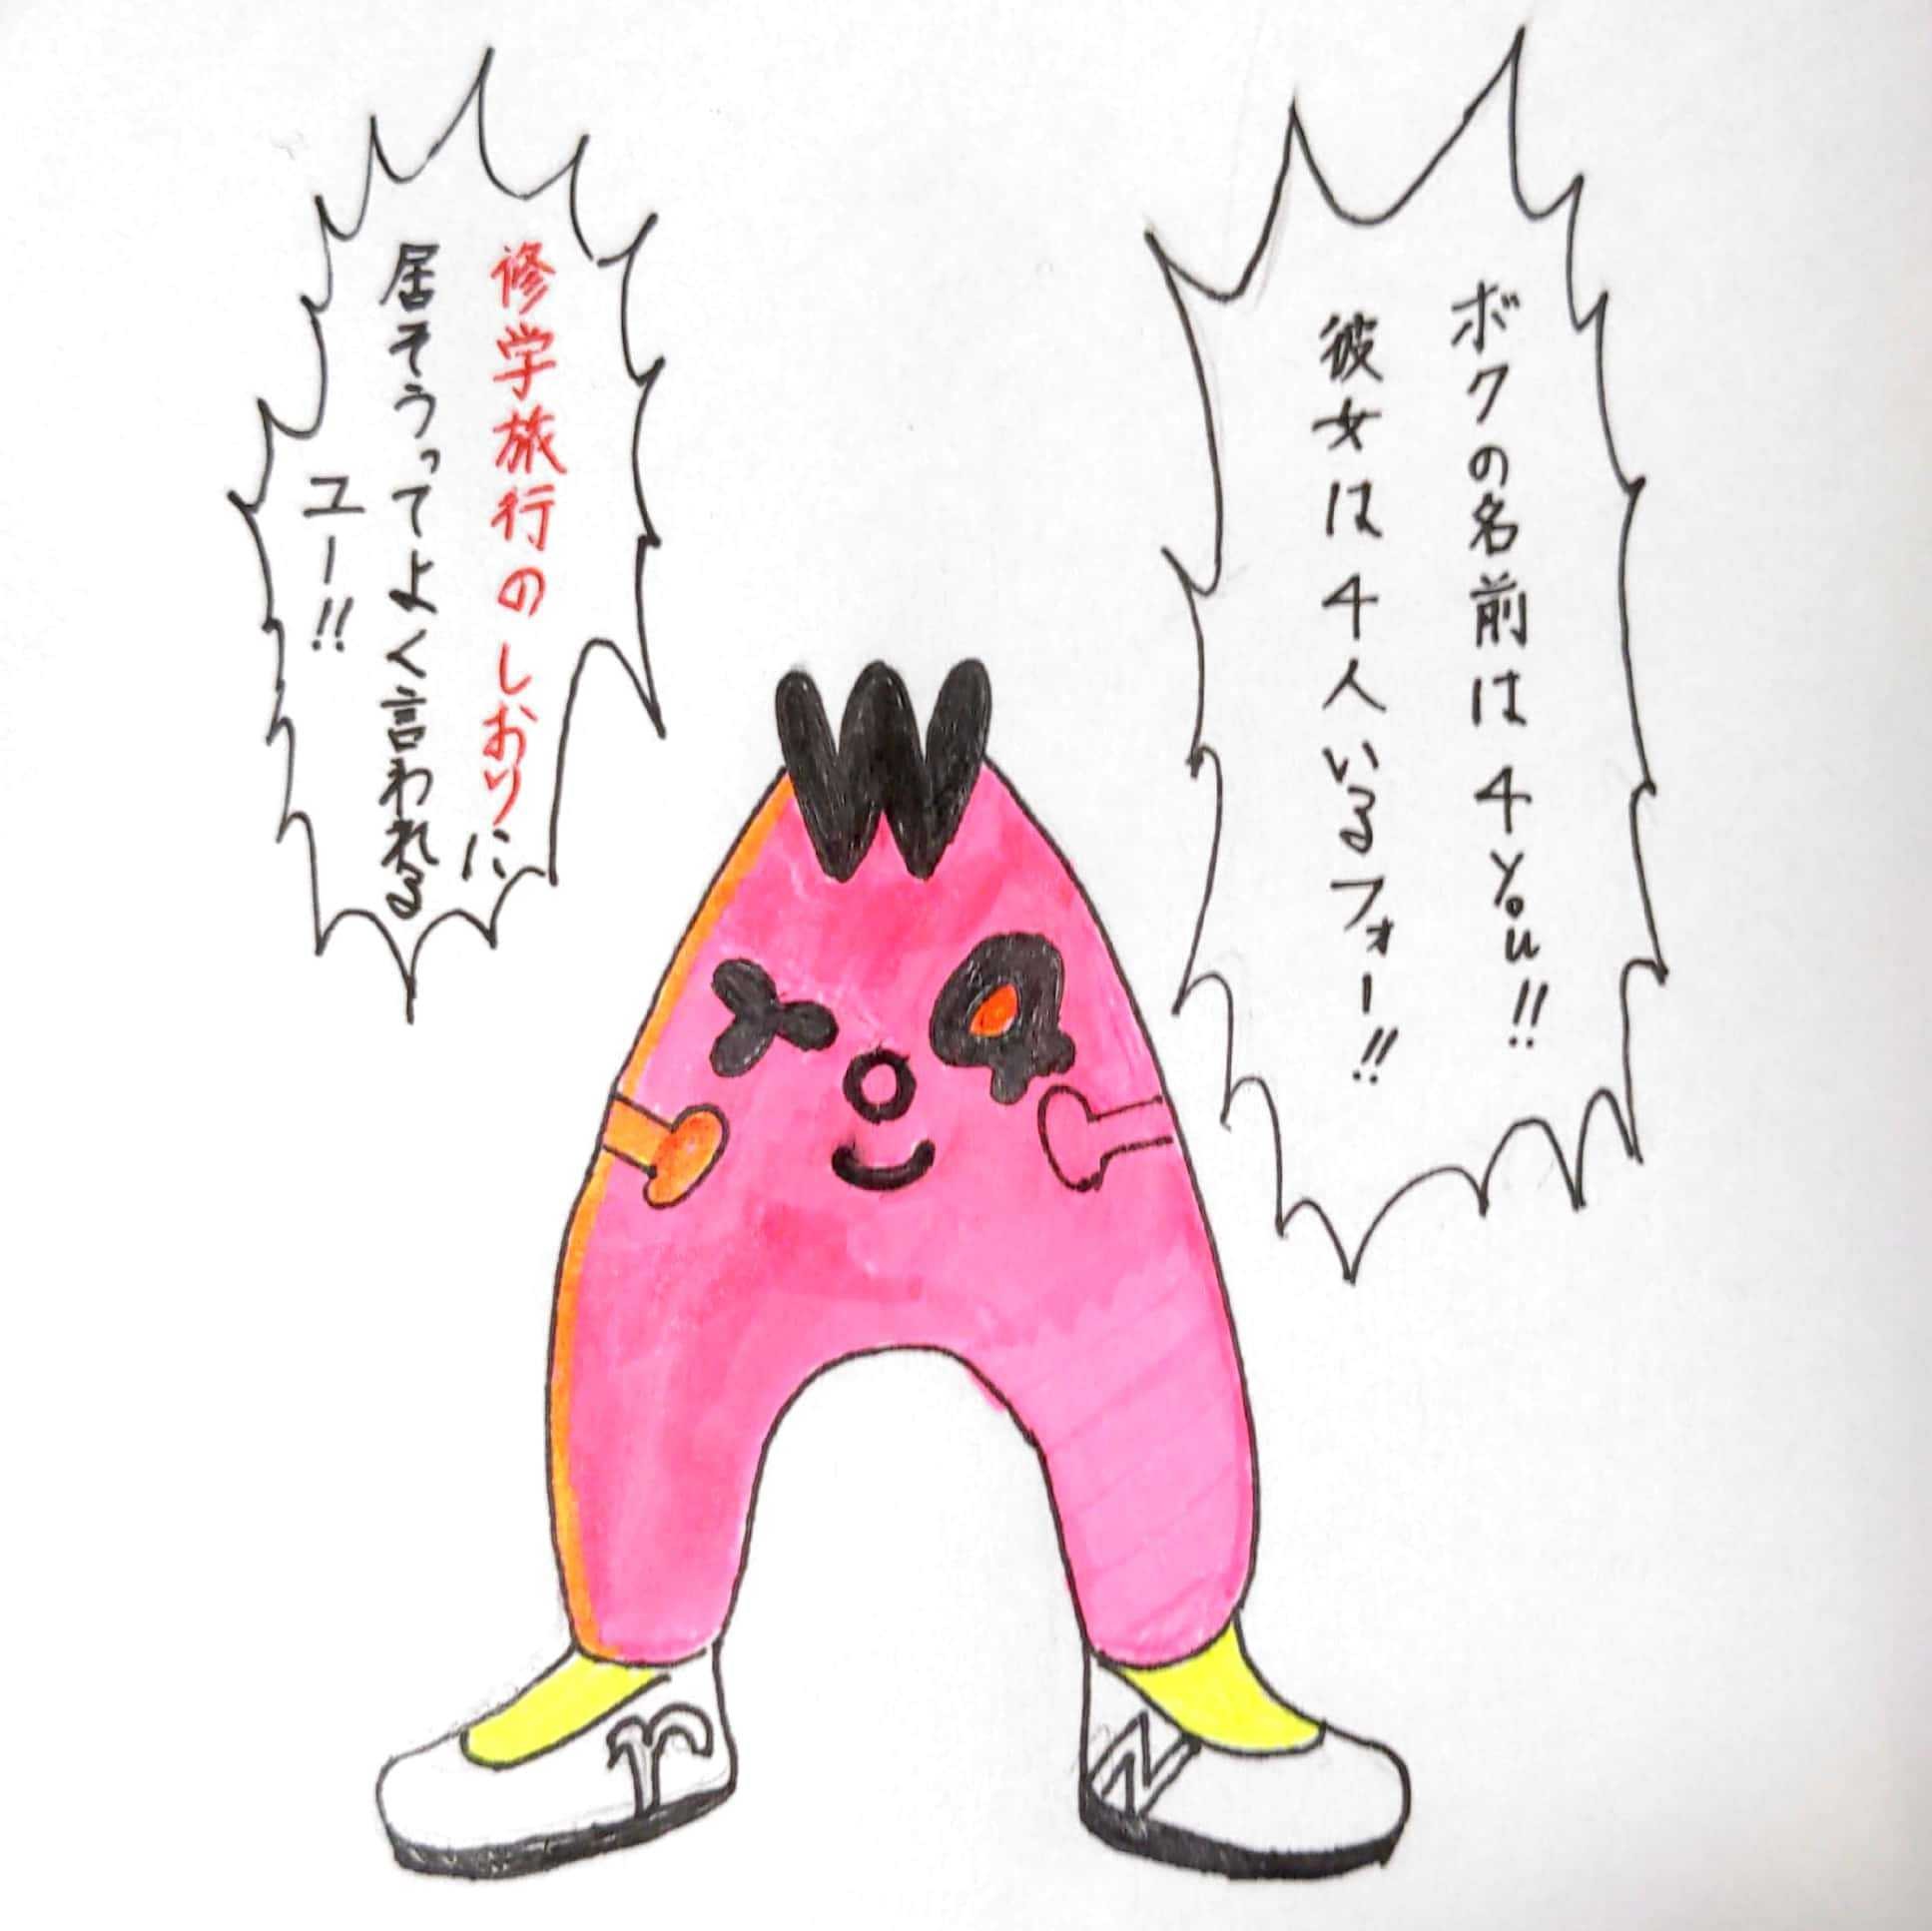 ボクの名前は4you!!
彼女は4人いるフォー!!
修学旅行のしおりに
居そうってよく言われる
ユー!!